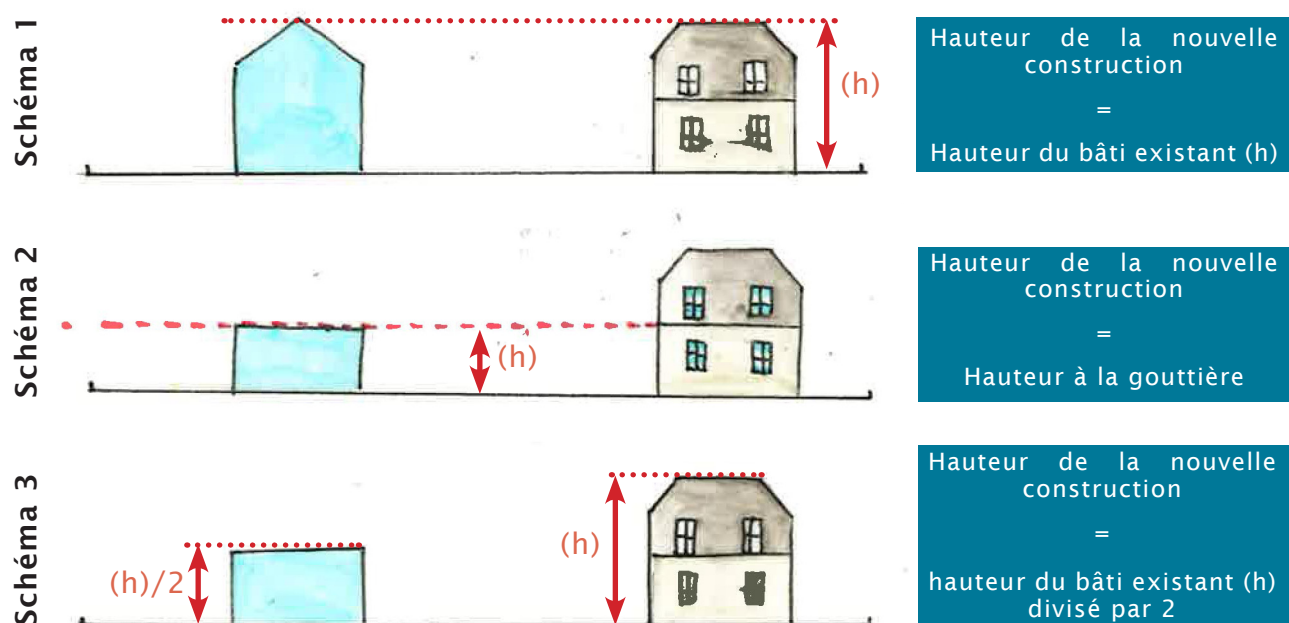 Schéma 1
(h)
Hauteur de la nouvelle
construction
=
Hauteur du bâti existant (h)
Schéma 2
(h)
Hauteur de la nouvelle
construction
=
Hauteur à la gouttière
Schéma 3
(h)/2
(h)
Hauteur de la nouvelle
construction
=
hauteur du bâti existant (h)
divisé par 2